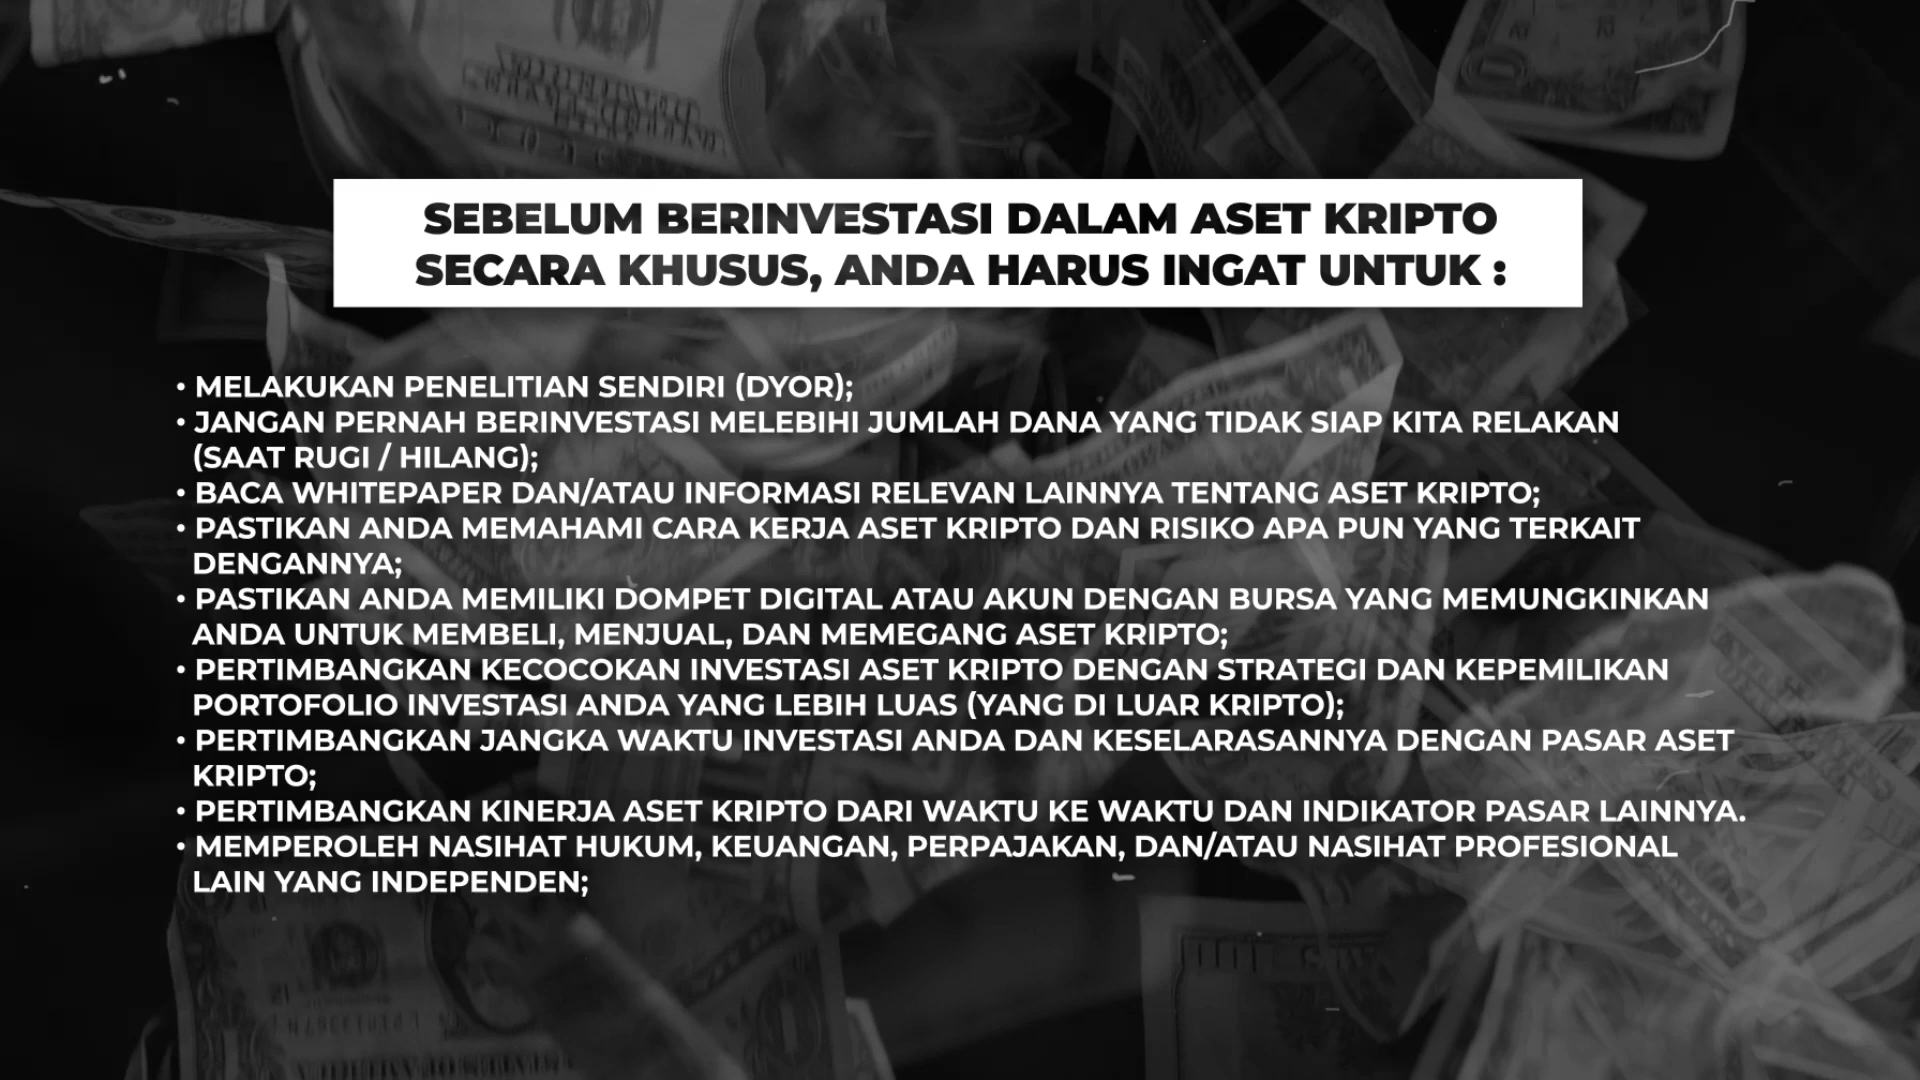 SEBELUM BERINVESTASI DALAM ASET KRIPTO
SECARA KHUSUS, ANDA HARUS INGAT UNTUK :
• MELAKUKAN PENELITIAN SENDIRI (DYOR);
• JANGAN PERNAH BERINVESTASI MELEBIHI JUMLAH DANA YANG TIDAK SIAP KITA RELAKAN
(SAAT RUGI / HILANG);
• BACA WHITEPAPER DAN/ATAU INFORMASI RELEVAN LAINNYA TENTANG ASET KRIPTO;
• PASTIKAN ANDA MEMAHAMI CARA KERJA ASET KRIPTO DAN RISIKO APA PUN YANG TERKAIT
DENGANNYA;
• PASTIKAN ANDA MEMILIKI DOMPET DIGITAL ATAU AKUN DENGAN BURSA YANG MEMUNGKINKAN
ANDA UNTUK MEMBELI, MENJUAL, DAN MEMEGANG ASET KRIPTO;
• PERTIMBANGKAN KECOCOKAN INVESTASI ASET KRIPTO DENGAN STRATEGI DAN KEPEMILIKAN
PORTOFOLIO INVESTASI ANDA YANG LEBIH LUAS (YANG DI LUAR KRIPTO);
• PERTIMBANGKAN JANGKA WAKTU INVESTASI ANDA DAN KESELARASANNYA DENGAN PASAR ASET
KRIPTO;
• PERTIMBANGKAN KINERJA ASET KRIPTO DARI WAKTU KE WAKTU DAN INDIKATOR PASAR LAINNYA.
• MEMPEROLEH NASIHAT HUKUM, KEUANGAN, PERPAJAKAN, DAN/ATAU NASIHAT PROFESIONAL
LAIN YANG INDEPENDEN;